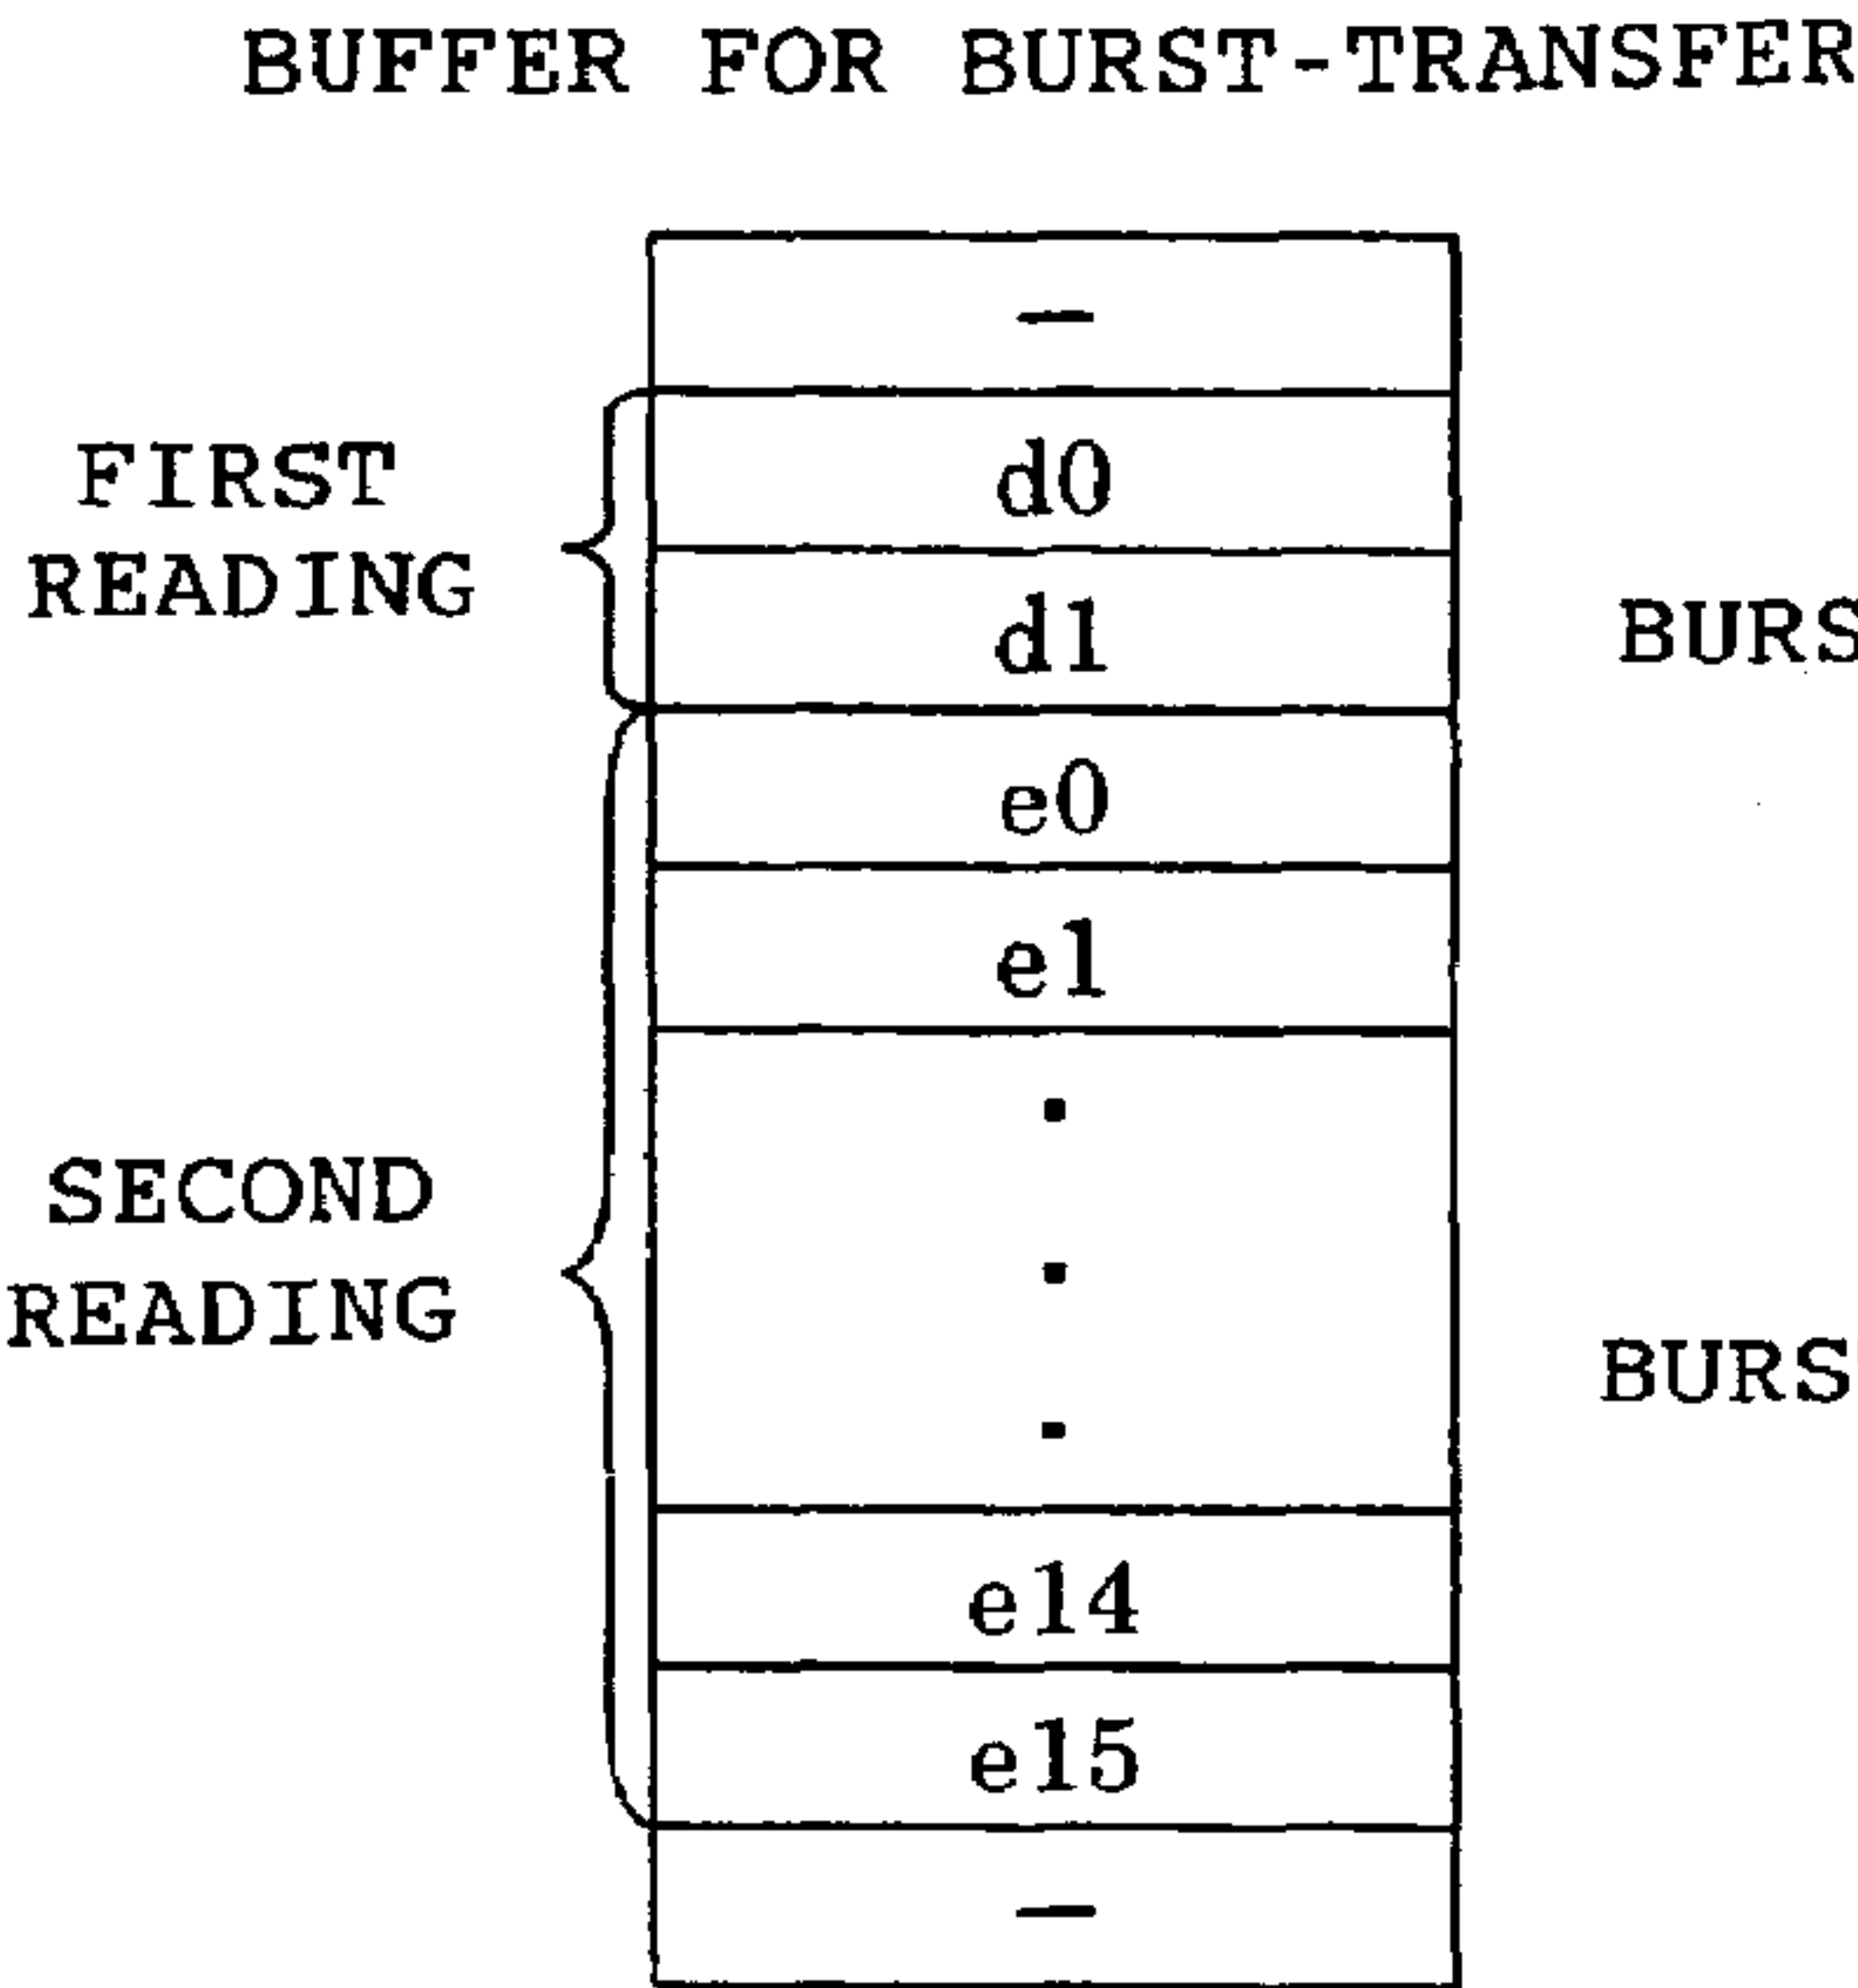 BUFFER FOR BURST-TRANSFER
—
FIRST
READING
d0
d1
e0
e1
SECOND
READING
e14
e15
—